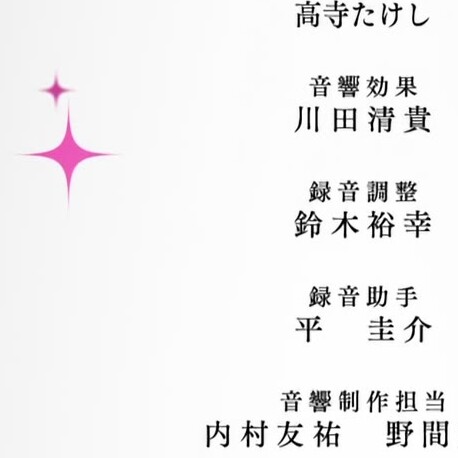 高寺たけし
音響効果
川田清貴
録音調整
鈴木裕幸
録音助手
平　圭介
音響制作担当
内村友祐　野間